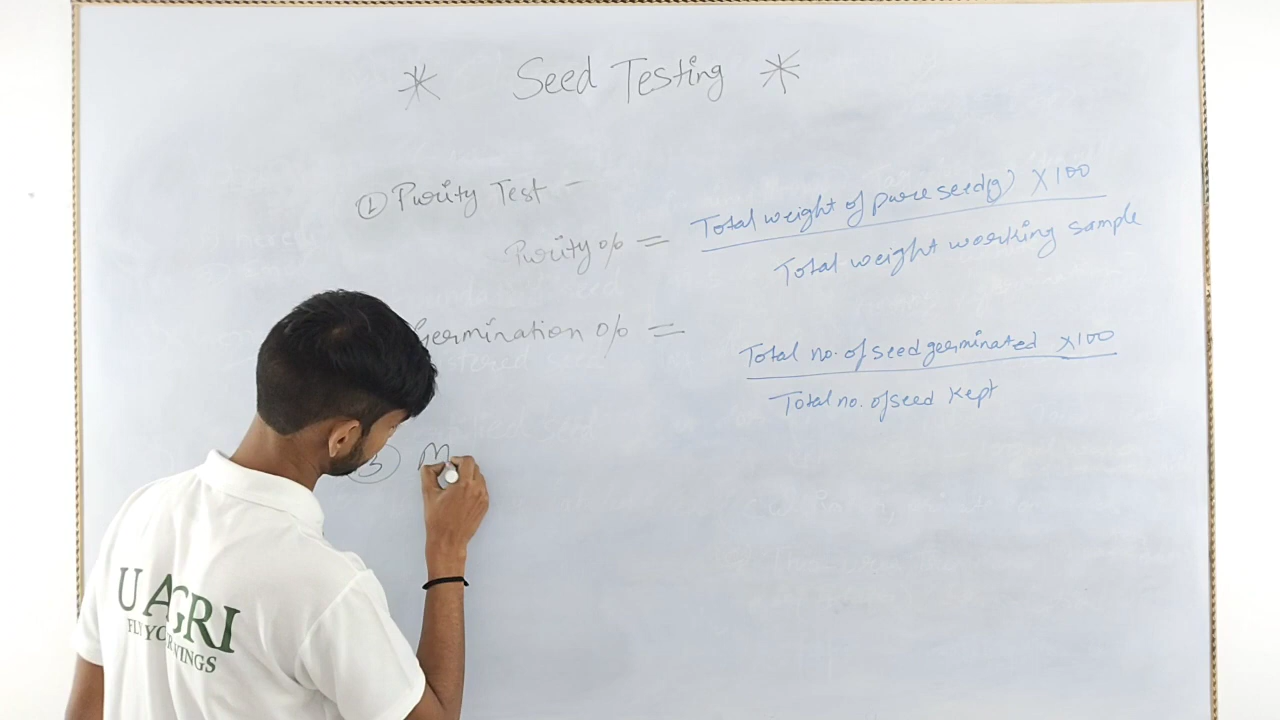 * Seed Testing *
① Purity Test -
Purity % = Total weight of pure seed(g) X100
Total weight working sample
Germination % = Total no. of seed germinated X100
Total no. of seed Kept
③ M
U AGRI